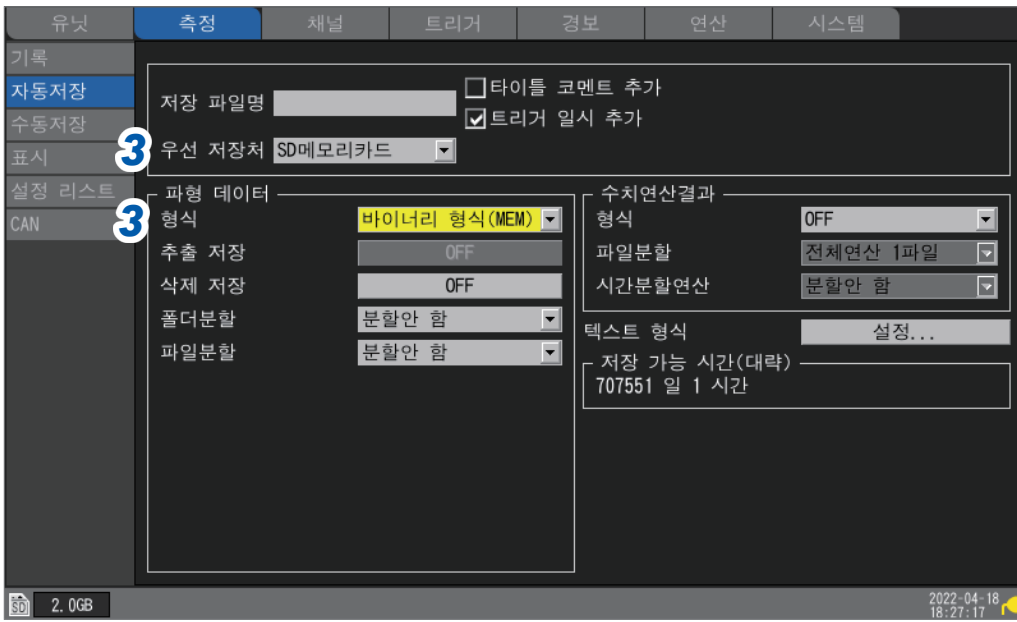 유닛 측정 채널 트리거 경보 연산 시스템
기록
자동저장
수동저장
표시
설정 리스트
CAN
저장 파일명
타이틀 코멘트 추가
트리거 일시 추가
3 우선 저장처 SD메모리카드
파형 데이터
3 형식 바이너리 형식(MEM)
추출 저장 OFF
삭제 저장 OFF
폴더분할 분할안 함
파일분할 분할안 함
수치연산결과
형식 OFF
파일분할 전체연산 1파일
시간분할연산 분할안 함
텍스트 형식 설정...
저장 가능 시간(대략)
707551 일 1 시간
SD 2.0GB
2022-04-18
18:27:17